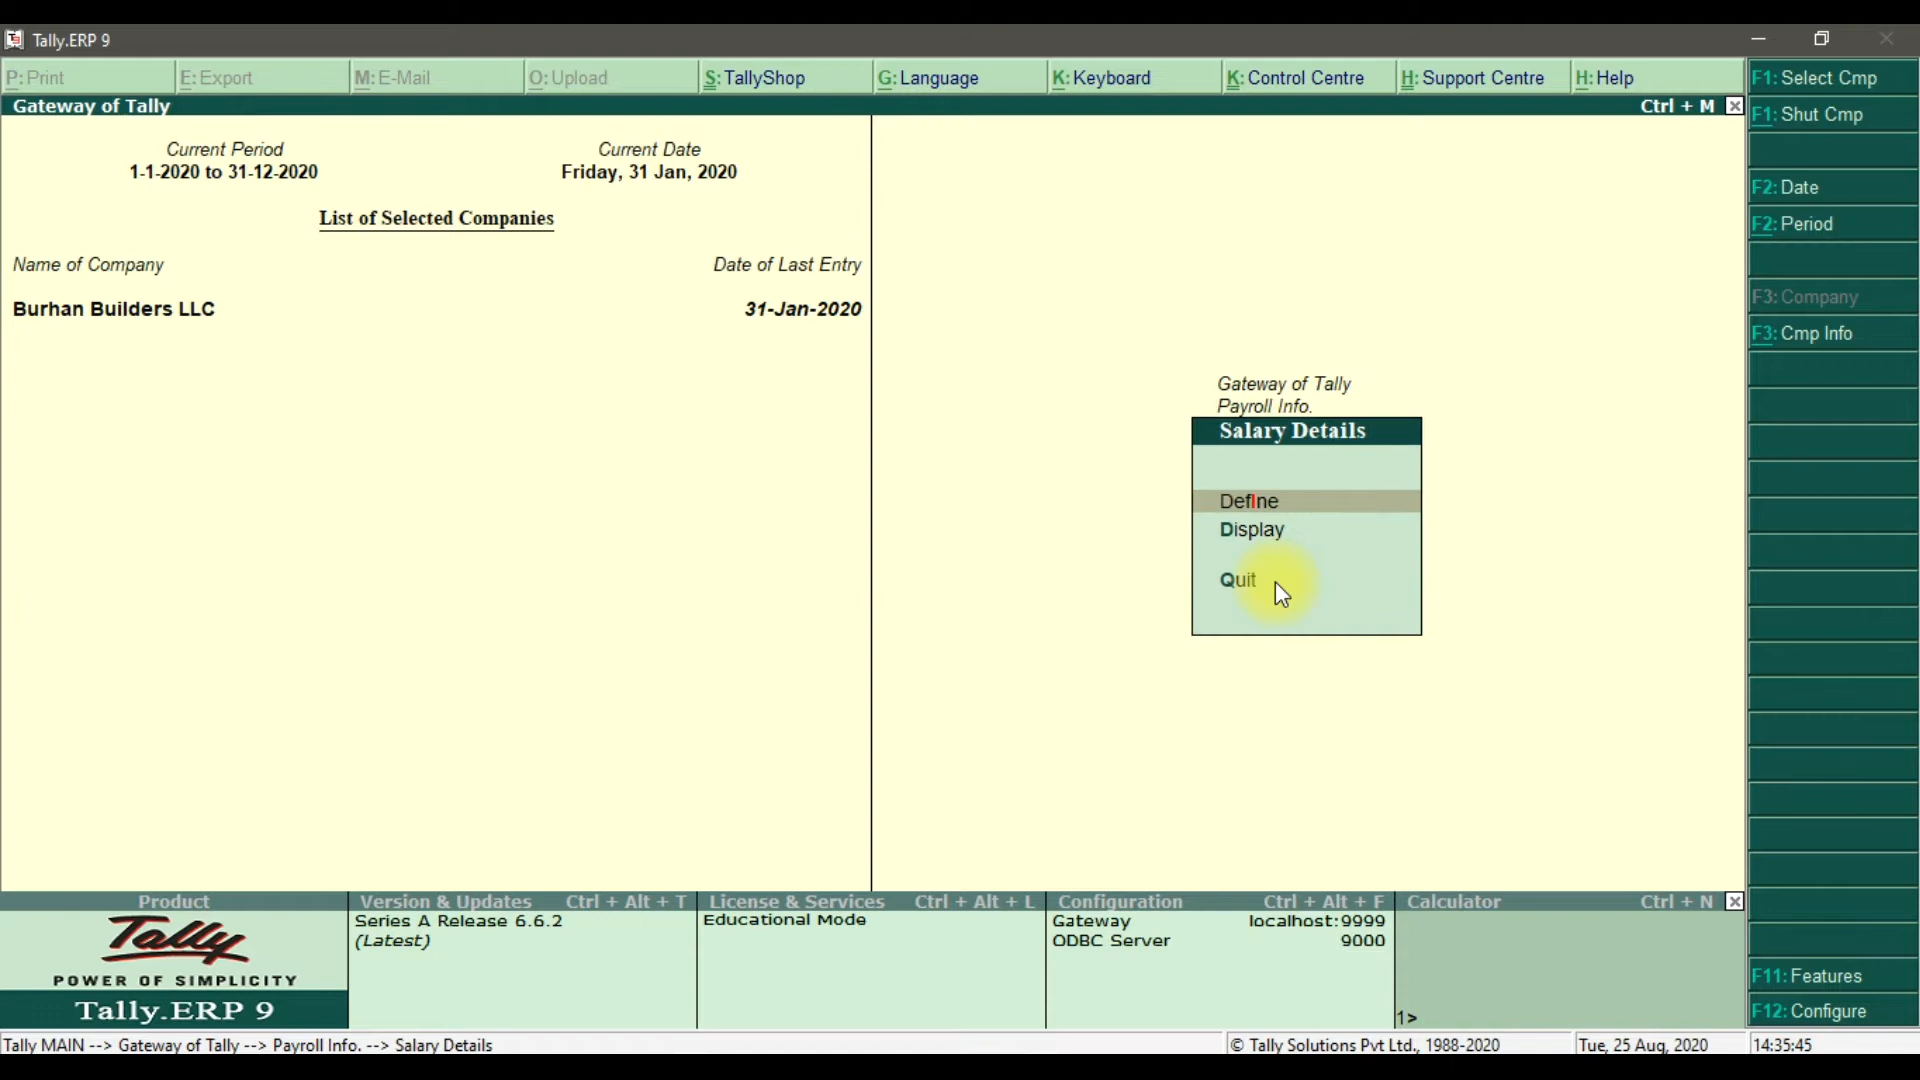 Tally.ERP 9
P: Print
E: Export
M: E-Mail
O: Upload
S: TallyShop
G: Language
K: Keyboard
K: Control Centre
H: Support Centre
H: Help
Gateway of Tally
Ctrl + M
Current Period
Current Date
1-1-2020 to 31-12-2020
Friday, 31 Jan, 2020
List of Selected Companies
Name of Company
Date of Last Entry
Burhan Builders LLC
31-Jan-2020
Gateway of Tally
Payroll Info.
Salary Details
DefIne
Display
Quit
F1: Select Cmp
F1: Shut Cmp
F2: Date
F2: Period
F3: Company
F3: Cmp Info
F11: Features
F12: Configure
Product
Tally
POWER OF SIMPLICITY
Tally.ERP 9
Version & Updates Ctrl + Alt + T
Series A Release 6.6.2
(Latest)
License & Services Ctrl + Alt + L
Educational Mode
Configuration Ctrl + Alt + F
Gateway localhost:9999
ODBC Server 9000
Calculator Ctrl + N
1>
Tally MAIN --> Gateway of Tally --> Payroll Info. --> Salary Details
© Tally Solutions Pvt Ltd., 1988-2020
Tue, 25 Aug, 2020
14:35:45